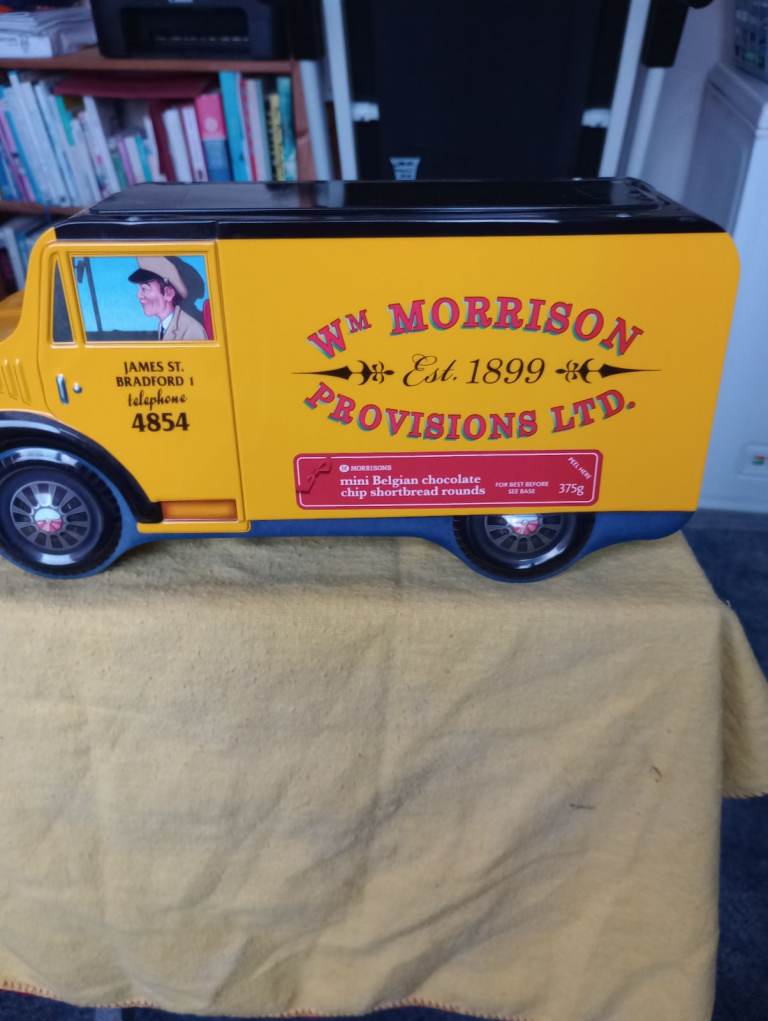 Wᴹ MORRISON
Est. 1899
PROVISIONS LTD.
JAMES ST.
BRADFORD 1
telephone
4854
MORRISONS
mini Belgian chocolate
chip shortbread rounds
FOR BEST BEFORE
SEE BASE
375g
PEEL HERE